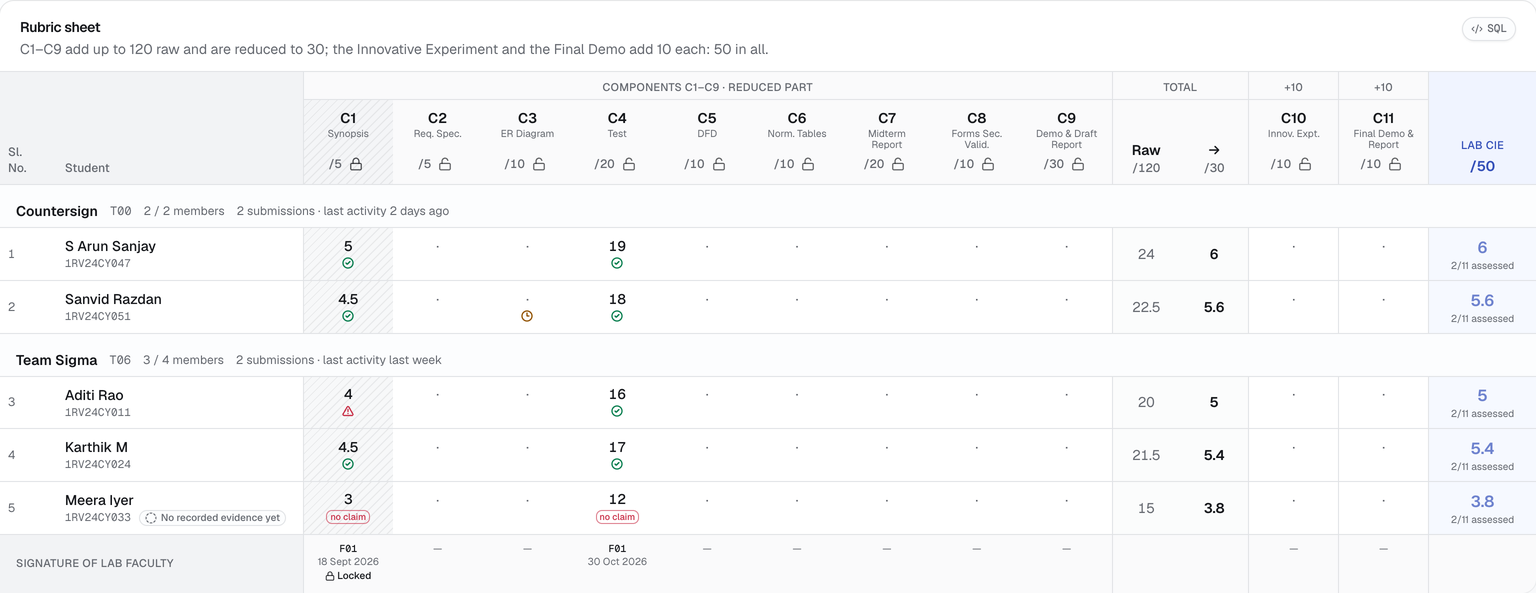 Rubric sheet
</> SQL
C1–C9 add up to 120 raw and are reduced to 30; the Innovative Experiment and the Final Demo add 10 each: 50 in all.
COMPONENTS C1–C9 · REDUCED PART TOTAL +10 +10
Sl. No. Student
C1 Synopsis /5
C2 Req. Spec. /5
C3 ER Diagram /10
C4 Test /20
C5 DFD /10
C6 Norm. Tables /10
C7 Midterm Report /20
C8 Forms Sec. Valid. /10
C9 Demo & Draft Report /30
Raw /120
→ /30
C10 Innov. Expt. /10
C11 Final Demo & Report /10
LAB CIE /50
Countersign T00 2 / 2 members 2 submissions · last activity 2 days ago
1 S Arun Sanjay 5 · · 19 · · · · · 24 6 · · 6
1RV24CY047 2/11 assessed
2 Sanvid Razdan 4.5 · · 18 · · · · · 22.5 5.6 · · 5.6
1RV24CY051 2/11 assessed
Team Sigma T06 3 / 4 members 2 submissions · last activity last week
3 Aditi Rao 4 · · 16 · · · · · 20 5 · · 5
1RV24CY011 2/11 assessed
4 Karthik M 4.5 · · 17 · · · · · 21.5 5.4 · · 5.4
1RV24CY024 2/11 assessed
5 Meera Iyer 3 · · 12 · · · · · 15 3.8 · · 3.8
1RV24CY033 No recorded evidence yet no claim no claim 2/11 assessed
SIGNATURE OF LAB FACULTY
F01 — — F01 — — — — — — —
18 Sept 2026 30 Oct 2026
Locked